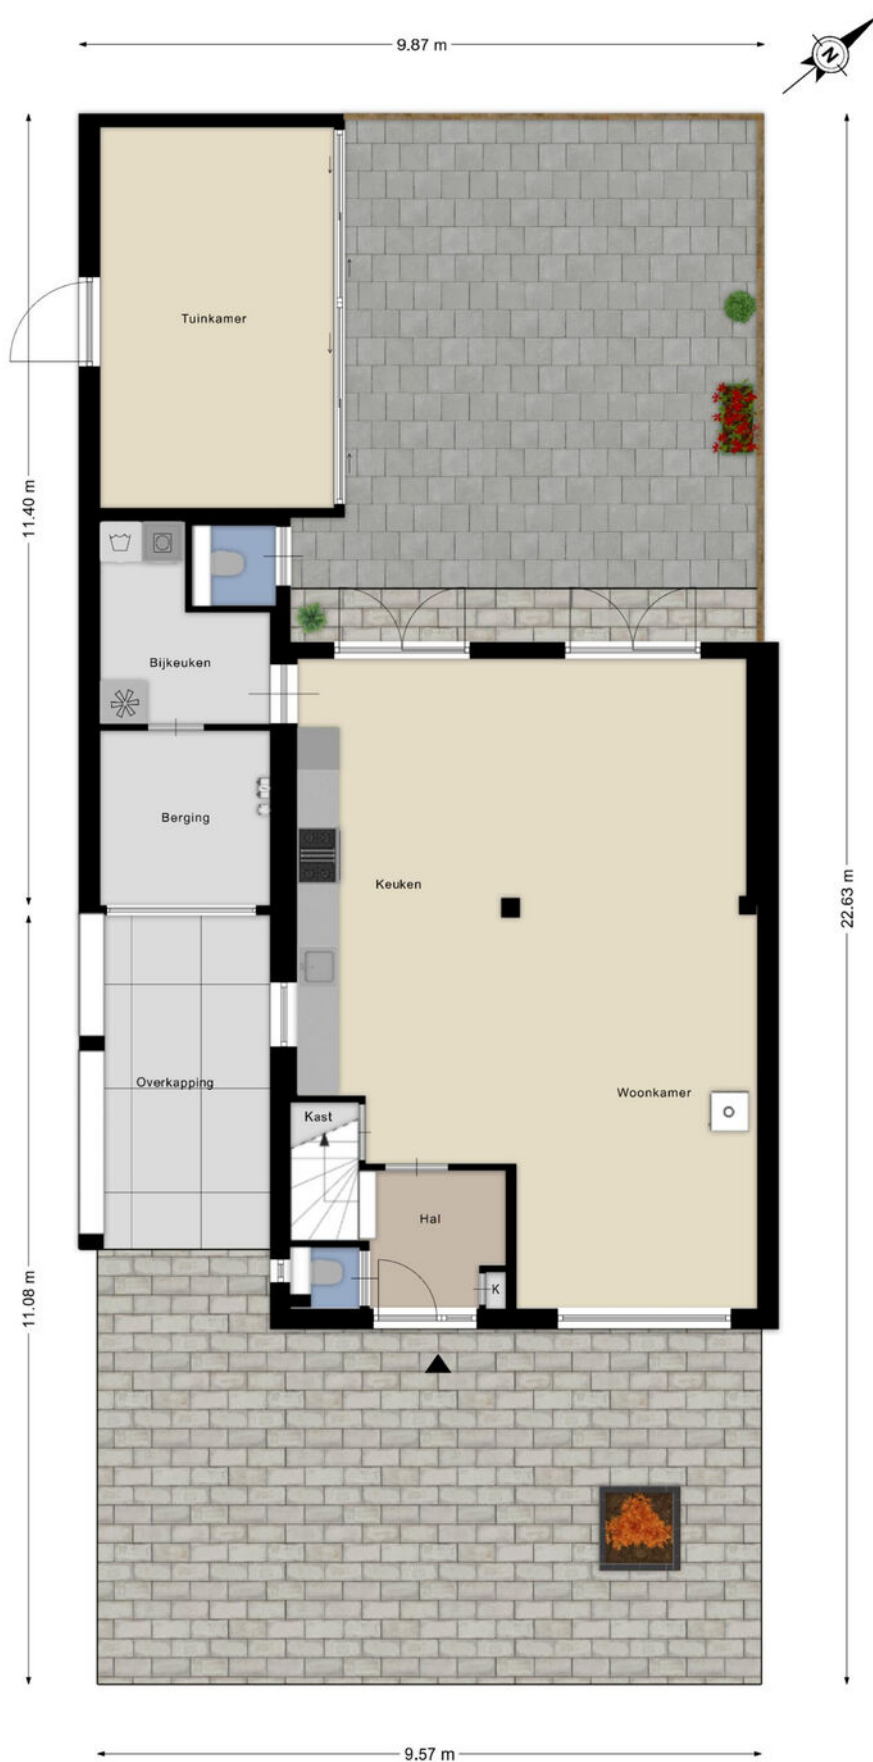 9.87 m
N
Tuinkamer
11.40 m
Bijkeuken
Berging
Keuken
22.63 m
Overkapping
Woonkamer
Kast
Hal
K
11.08 m
9.57 m